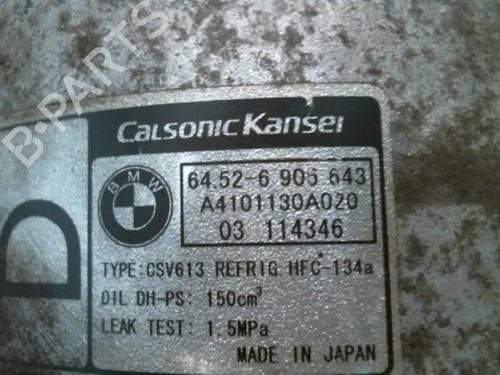 B-PARTS
CalsonicKansei
BMW
64.52-6 906 643
A4101130A020
03 114346
D
TYPE: CSV613 REFRIG. HFC-134a
OIL DH-PS: 150cm³
LEAK TEST: 1.5MPa
MADE IN JAPAN